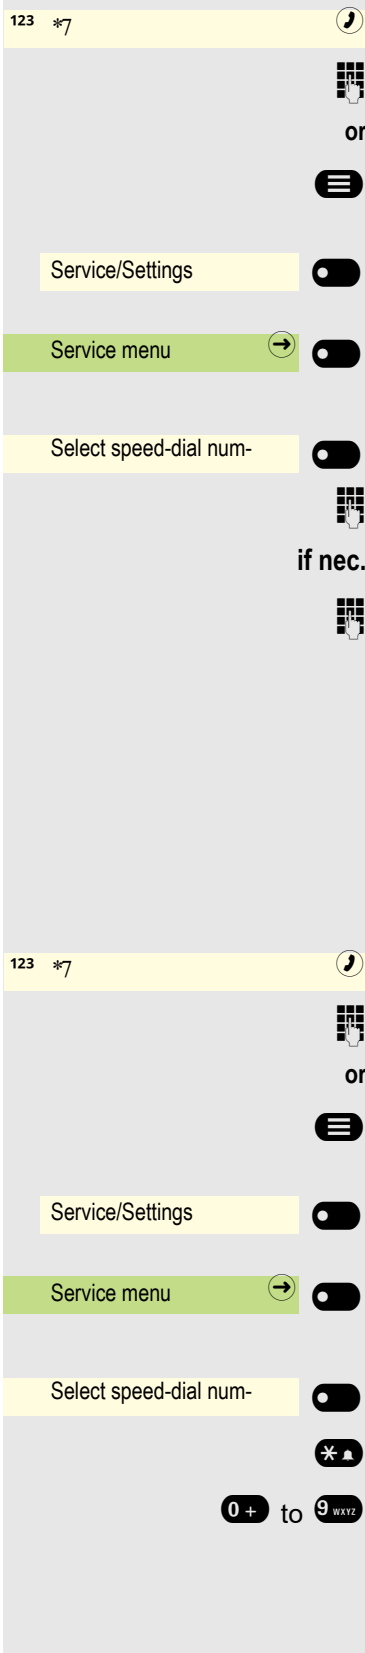 123 *7
or
Service/Settings
Service menu
Select speed-dial num-
if nec.
123 *7
or
Service/Settings
Service menu
Select speed-dial num-
0 + to 9 WXYZ